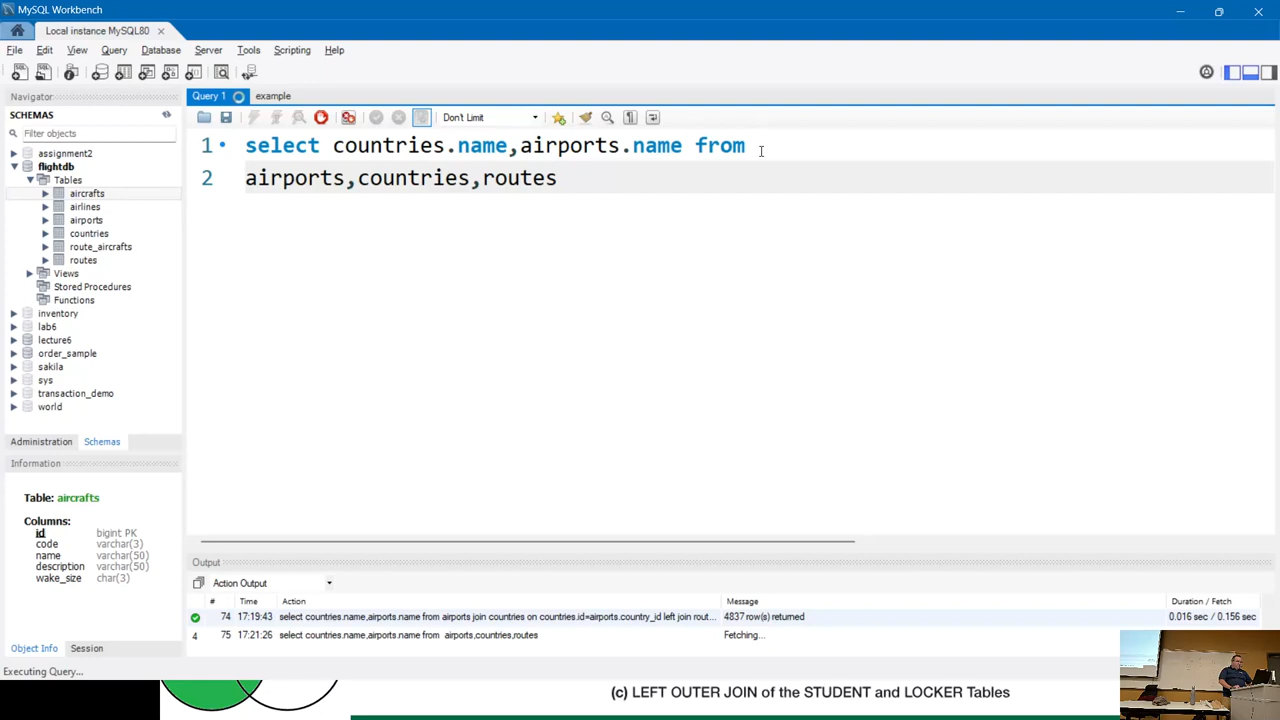 MySQL Workbench
Local instance MySQL80
File Edit View Query Database Server Tools Scripting Help
Navigator
SCHEMAS
Filter objects
assignment2
flightdb
Tables
aircrafts
airlines
airports
countries
route_aircrafts
routes
Views
Stored Procedures
Functions
inventory
lab6
lecture6
order_sample
sakila
sys
transaction_demo
world
Administration Schemas
Information
Table: aircrafts
Columns:
id bigint PK
code varchar(3)
name varchar(50)
description varchar(50)
wake_size char(3)
Object Info Session
Query 1 example
Don't Limit
1 select countries.name,airports.name from
2 airports,countries,routes
Output
Action Output
# Time Action Message Duration / Fetch
74 17:19:43 select countries.name,airports.name from airports join countries on countries.id=airports.country_id left join rout... 4837 row(s) returned 0.016 sec / 0.156 sec
4 75 17:21:26 select countries.name,airports.name from airports,countries,routes Fetching...
Executing Query...
(c) LEFT OUTER JOIN of the STUDENT and LOCKER Tables